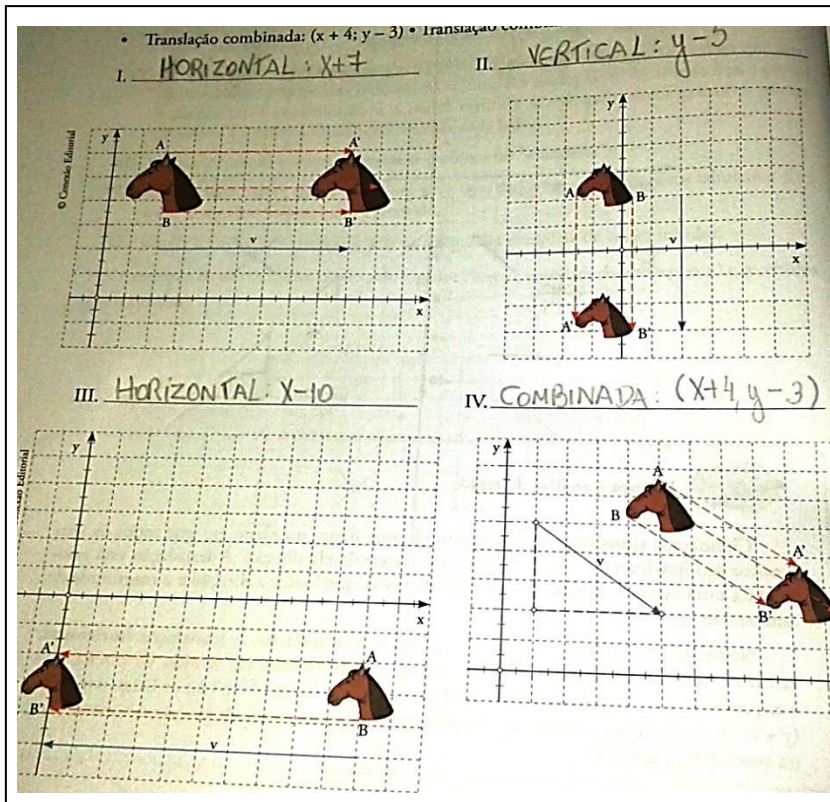 • Translação combinada: (x + 4; y – 3) • Translação
I. HORIZONTAL: X+7
II. VERTICAL: y-5
© Conexão Editorial
y
A
A'
B
B'
v
x
y
A
B
v
x
A'
B'
III. HORIZONTAL: X-10
IV. COMBINADA: (X+4, y-3)
Editorial
y
x
A'
A
B'
B
v
y
A
B
v
A'
B'